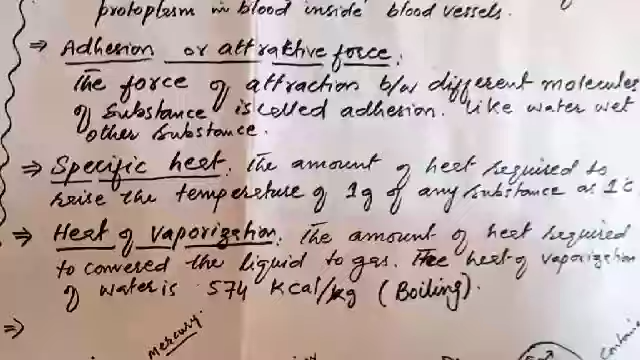 protoplasm in blood inside blood vessels.
⇒ Adhesion or attraktive force:
The force of attraction b/w different molecules
of substance is called adhesion. Like water wet
other substance.
⇒ Specific heat: The amount of heat required to
raise the temperature of 1g of any substance as 1°C
⇒ Heat of vaporization: The amount of heat required
to convered the liquid to gas. The heat of vaporization
of water is 574 Kcal/kg (Boiling).
⇒
mercury.